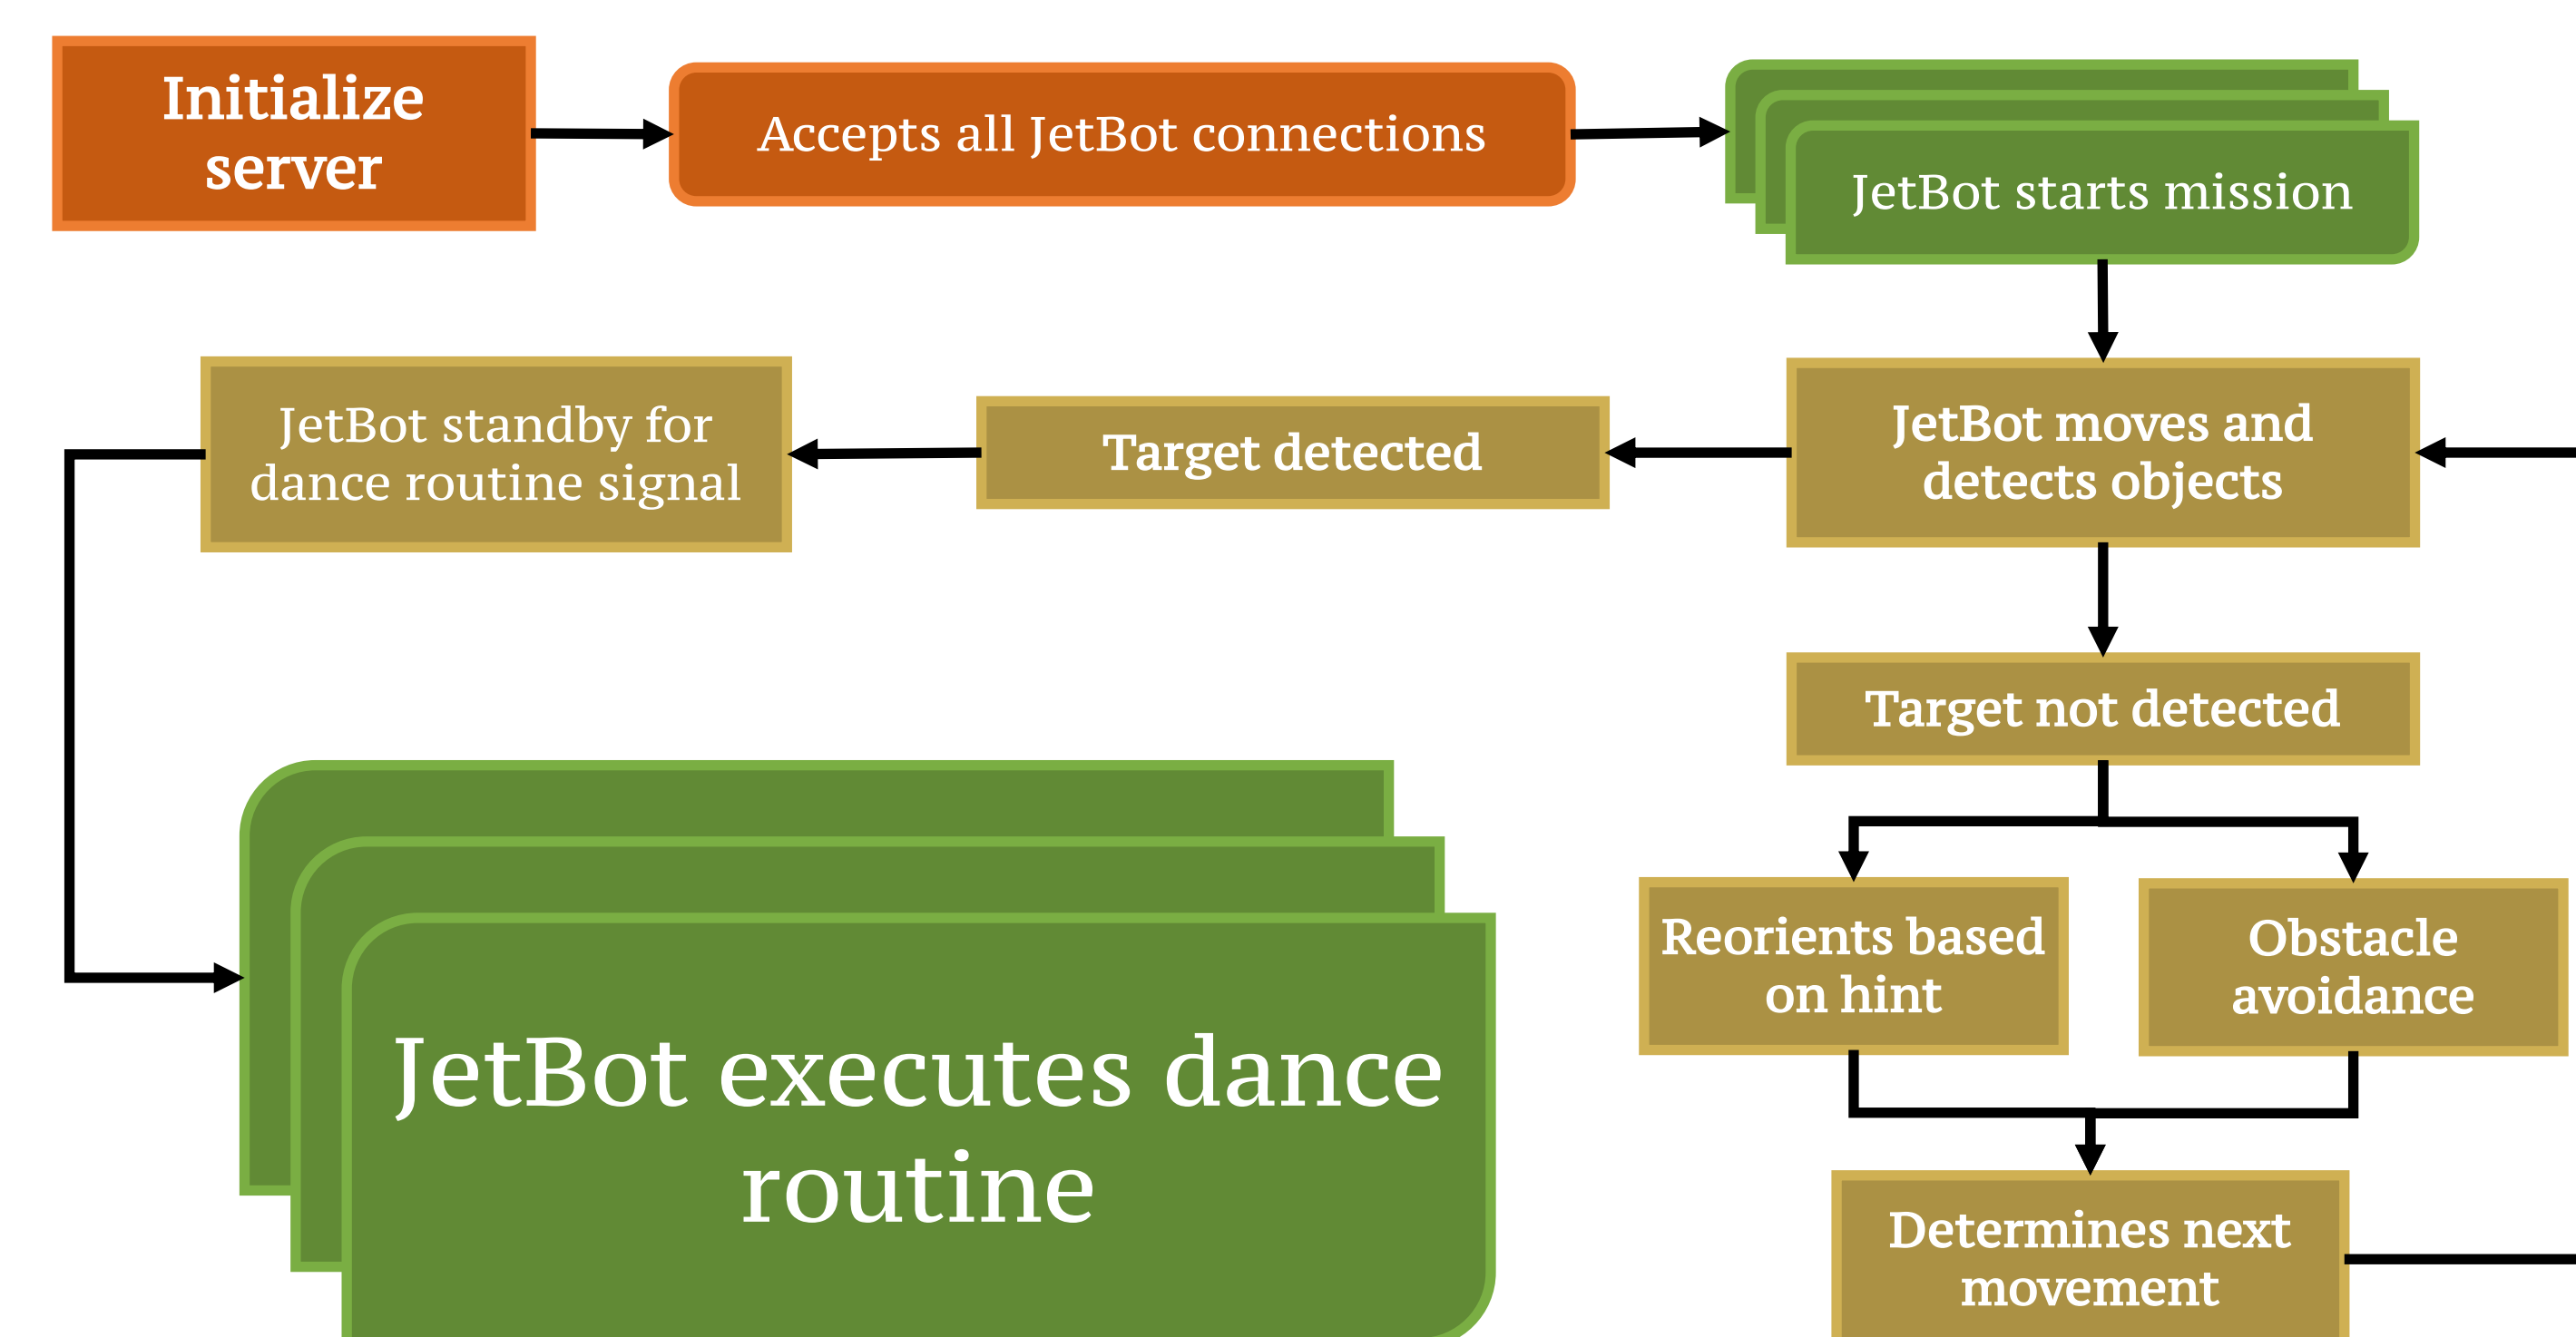 Initialize
server
Accepts all JetBot connections
JetBot starts mission
JetBot standby for
dance routine signal
Target detected
JetBot moves and
detects objects
Target not detected
Reorients based
on hint
Obstacle
avoidance
JetBot executes dance
routine
Determines next
movement